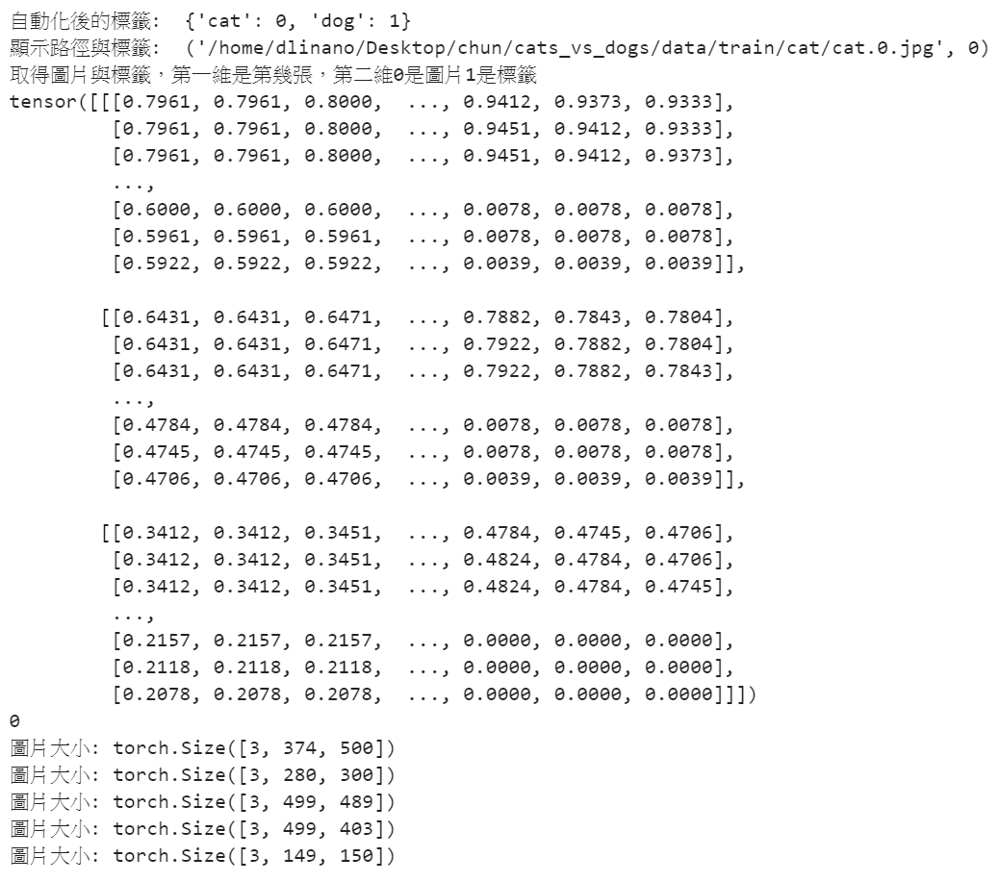 自動化後的標籤:  {'cat': 0, 'dog': 1}
顯示路徑與標籤:  ('/home/dlinano/Desktop/chun/cats_vs_dogs/data/train/cat/cat.0.jpg', 0)
取得圖片與標籤，第一維是第幾張，第二維0是圖片1是標籤
tensor([[[0.7961, 0.7961, 0.8000,  ..., 0.9412, 0.9373, 0.9333],
         [0.7961, 0.7961, 0.8000,  ..., 0.9451, 0.9412, 0.9333],
         [0.7961, 0.7961, 0.8000,  ..., 0.9451, 0.9412, 0.9373],
         ...,
         [0.6000, 0.6000, 0.6000,  ..., 0.0078, 0.0078, 0.0078],
         [0.5961, 0.5961, 0.5961,  ..., 0.0078, 0.0078, 0.0078],
         [0.5922, 0.5922, 0.5922,  ..., 0.0039, 0.0039, 0.0039]],

        [[0.6431, 0.6431, 0.6471,  ..., 0.7882, 0.7843, 0.7804],
         [0.6431, 0.6431, 0.6471,  ..., 0.7922, 0.7882, 0.7804],
         [0.6431, 0.6431, 0.6471,  ..., 0.7922, 0.7882, 0.7843],
         ...,
         [0.4784, 0.4784, 0.4784,  ..., 0.0078, 0.0078, 0.0078],
         [0.4745, 0.4745, 0.4745,  ..., 0.0078, 0.0078, 0.0078],
         [0.4706, 0.4706, 0.4706,  ..., 0.0039, 0.0039, 0.0039]],

        [[0.3412, 0.3412, 0.3451,  ..., 0.4784, 0.4745, 0.4706],
         [0.3412, 0.3412, 0.3451,  ..., 0.4824, 0.4784, 0.4706],
         [0.3412, 0.3412, 0.3451,  ..., 0.4824, 0.4784, 0.4745],
         ...,
         [0.2157, 0.2157, 0.2157,  ..., 0.0000, 0.0000, 0.0000],
         [0.2118, 0.2118, 0.2118,  ..., 0.0000, 0.0000, 0.0000],
         [0.2078, 0.2078, 0.2078,  ..., 0.0000, 0.0000, 0.0000]]])
0
圖片大小: torch.Size([3, 374, 500])
圖片大小: torch.Size([3, 280, 300])
圖片大小: torch.Size([3, 499, 489])
圖片大小: torch.Size([3, 499, 403])
圖片大小: torch.Size([3, 149, 150])